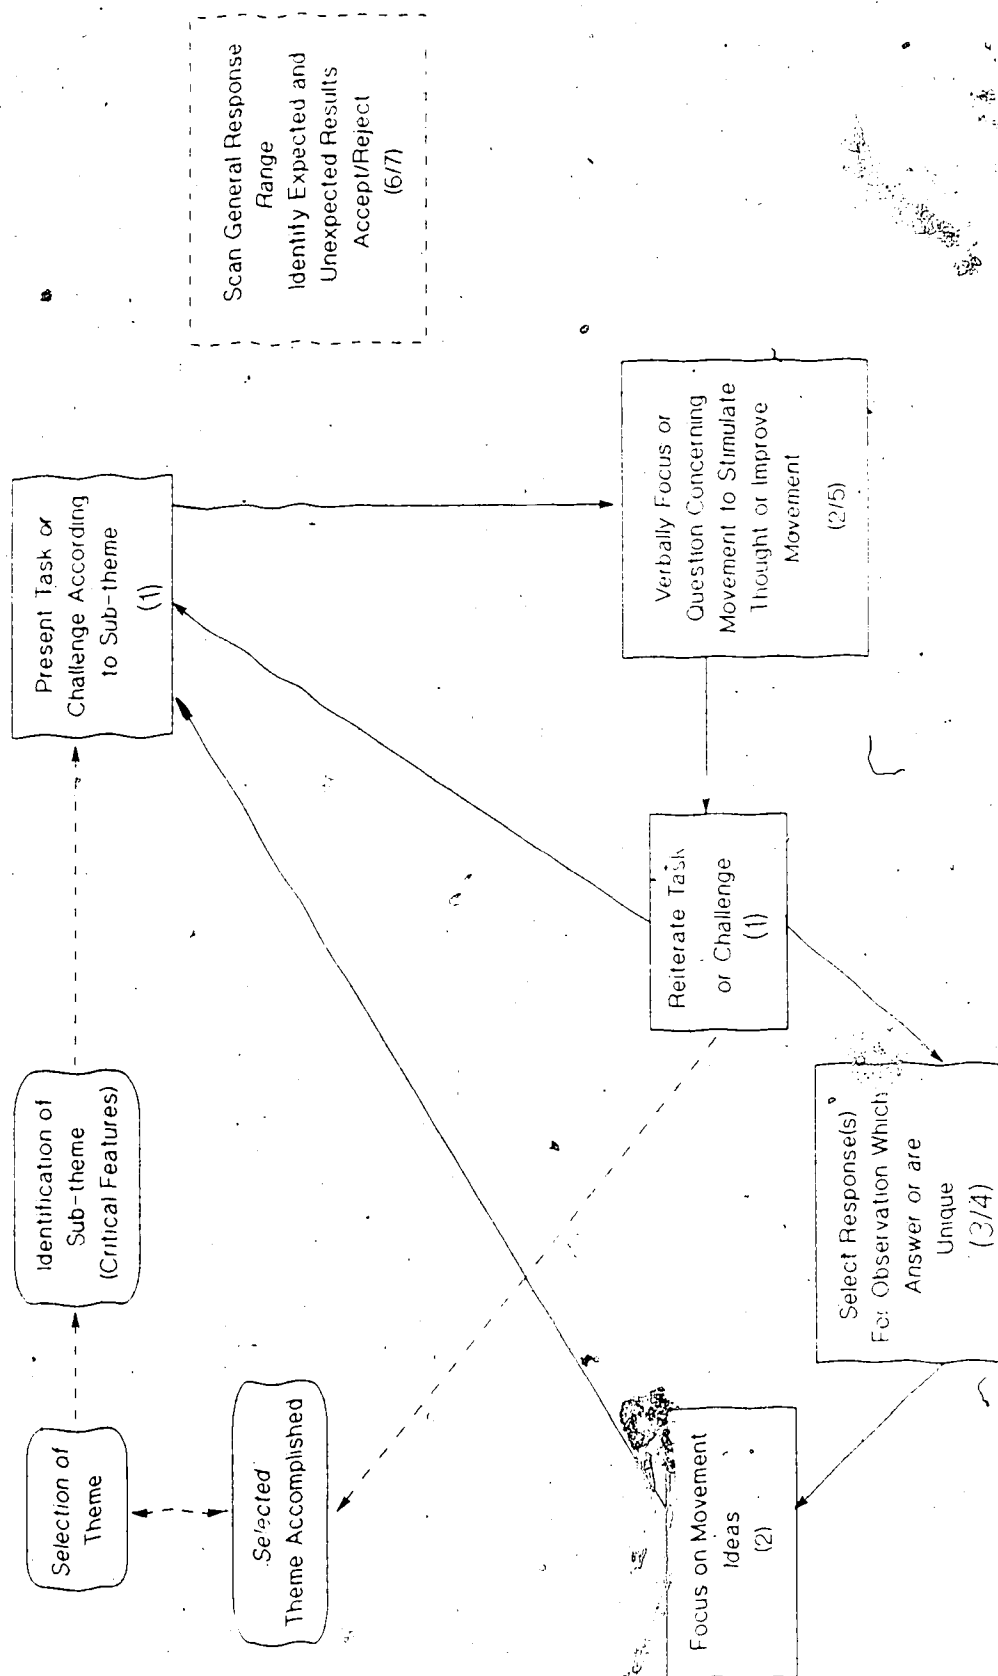 Selection of
Theme
Identification of
Sub-theme
(Critical Features)
Present Task or
Challenge According
to Sub-theme
(1)
Scan General Response
Range
Identify Expected and
Unexpected Results
Accept/Reject
(6/7)
Selected
Theme Accomplished
Verbally Focus or
Question Concerning
Movement to Stimulate
Thought or Improve
Movement
(2/5)
Reiterate Task
or Challenge
(1)
Select Response(s)
For Observation Which
Answer or are
Unique
(3/4)
Focus on Movement
Ideas
(2)